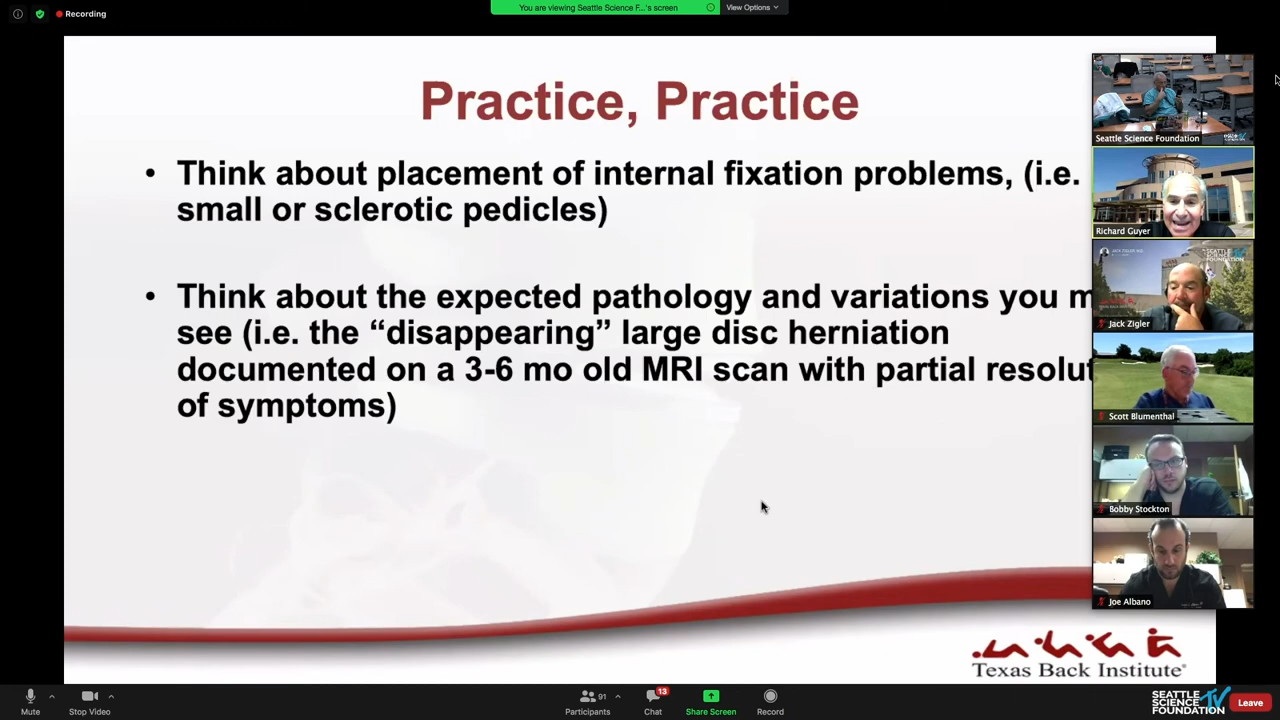 Recording
You are viewing Seattle Science F...'s screen
View Options
Practice, Practice
• Think about placement of internal fixation problems, (i.e.
small or sclerotic pedicles)
• Think about the expected pathology and variations you m
see (i.e. the “disappearing” large disc herniation
documented on a 3-6 mo old MRI scan with partial resolut
of symptoms)
Seattle Science Foundation
Richard Guyer
Jack Zigler
Scott Blumenthal
Bobby Stockton
Joe Albano
Texas Back Institute®
Mute
Stop Video
91
Participants
13
Chat
Share Screen
Record
SEATTLE
SCIENCE
FOUNDATION
TV
Leave